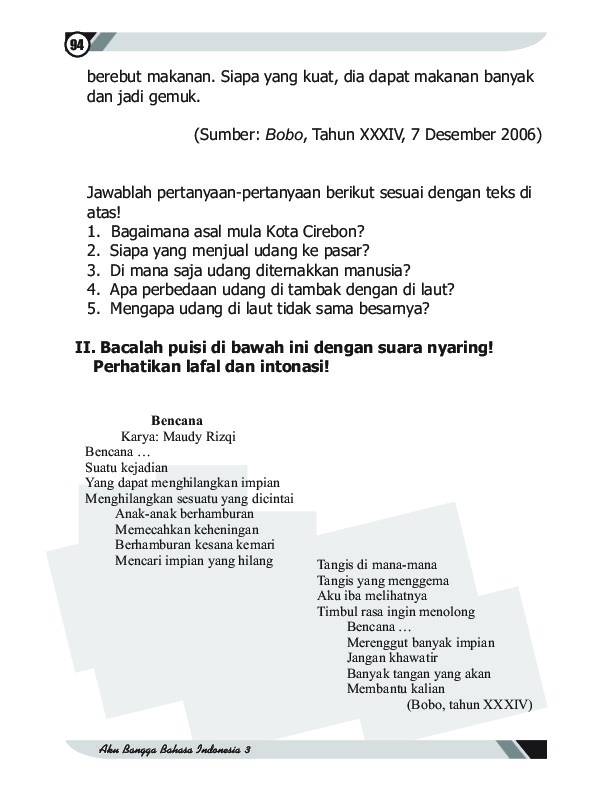 94
berebut makanan. Siapa yang kuat, dia dapat makanan banyak
dan jadi gemuk.
(Sumber: Bobo, Tahun XXXIV, 7 Desember 2006)
Jawablah pertanyaan-pertanyaan berikut sesuai dengan teks di
atas!
1. Bagaimana asal mula Kota Cirebon?
2. Siapa yang menjual udang ke pasar?
3. Di mana saja udang diternakkan manusia?
4. Apa perbedaan udang di tambak dengan di laut?
5. Mengapa udang di laut tidak sama besarnya?
II. Bacalah puisi di bawah ini dengan suara nyaring!
Perhatikan lafal dan intonasi!
Bencana
Karya: Maudy Rizqi
Bencana ...
Suatu kejadian
Yang dapat menghilangkan impian
Menghilangkan sesuatu yang dicintai
Anak-anak berhamburan
Memecahkan keheningan
Berhamburan kesana kemari
Mencari impian yang hilang
Tangis di mana-mana
Tangis yang menggema
Aku iba melihatnya
Timbul rasa ingin menolong
Bencana ...
Merenggut banyak impian
Jangan khawatir
Banyak tangan yang akan
Membantu kalian
(Bobo, tahun XXXIV)
Aku Bangga Bahasa Indonesia 3